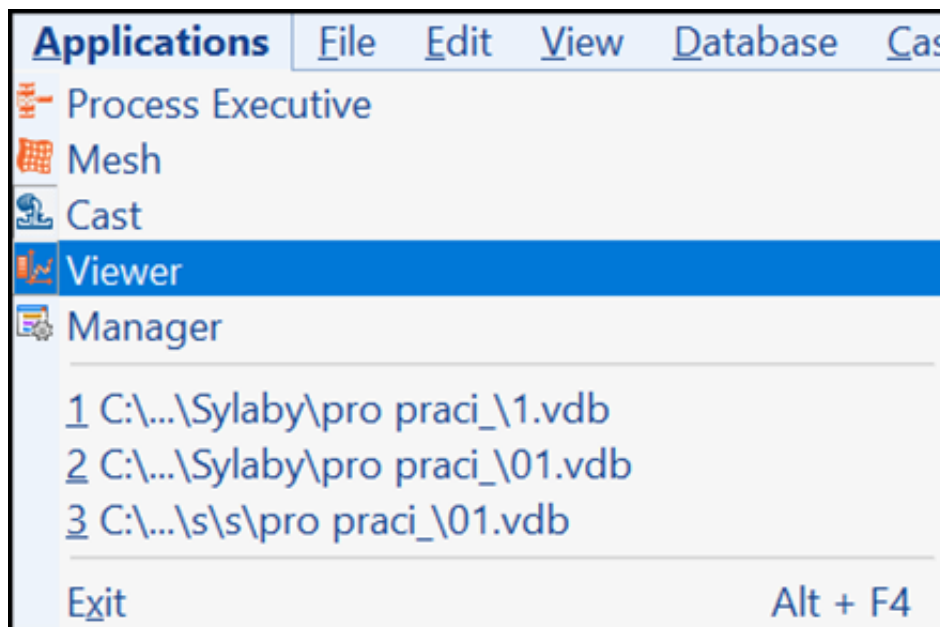 Applications File Edit View Database Cas
Process Executive
Mesh
Cast
Viewer
Manager
1 C:\...\Sylaby\pro praci_\1.vdb
2 C:\...\Sylaby\pro praci_\01.vdb
3 C:\...\s\s\pro praci_\01.vdb
Exit Alt + F4